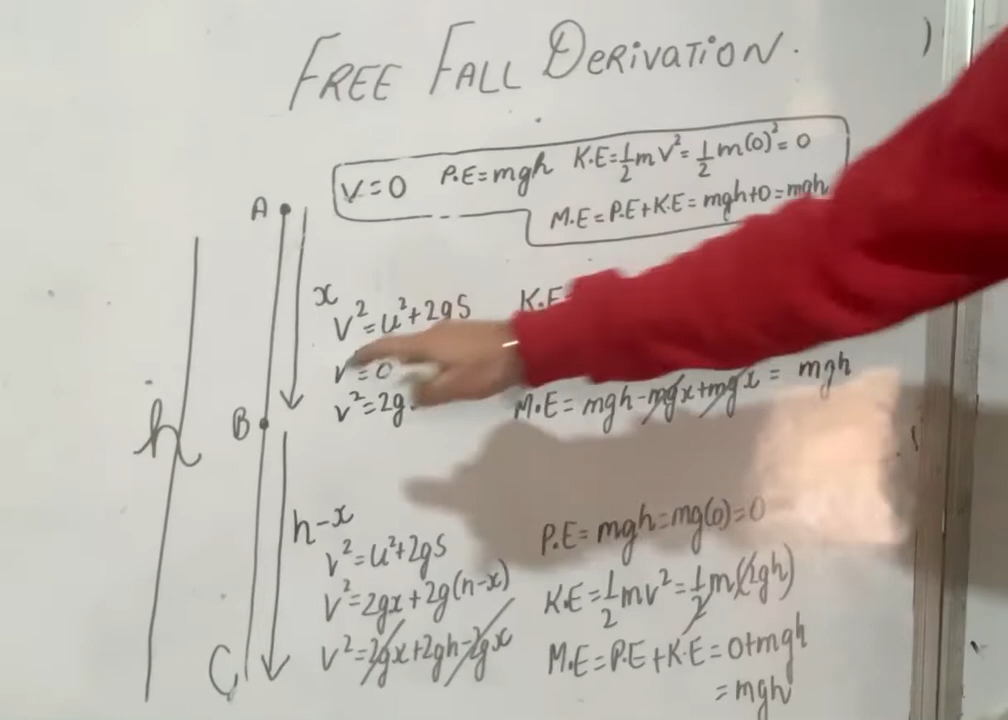 FREE FALL DERIVATION.
V=0 P.E=mgh K.E=½mv²=½m(0)²=0
M.E=P.E+K.E=mgh+0=mgh
A
x
V²=u²+2gS K.E=
V²=0
V²=2g
M.E=mgh-mgx+mgx=mgh
B
h
h-x
V²=u²+2gS
P.E=mgh=mg(0)=0
V²=2gx+2g(h-x)
K.E=½mv²=½m(2gh)
V²=2gx+2gh-2gx
M.E=P.E+K.E=0+mgh
=mgh
C